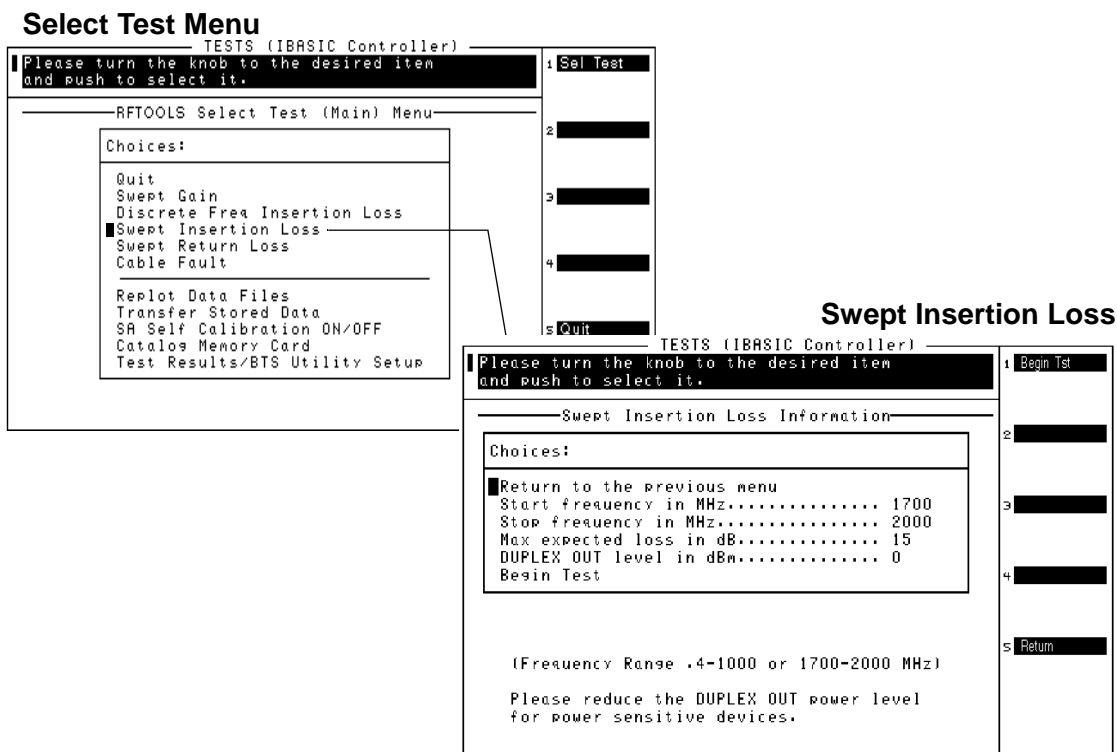 Select Test Menu
TESTS (IBASIC Controller)
Please turn the knob to the desired item
and push to select it.
1 Sel Test
RFTOOLS Select Test (Main) Menu
2
Choices:
Quit
Swept Gain
3
Discrete Freq Insertion Loss
Swept Insertion Loss
Swept Return Loss
Cable Fault
4
Replot Data Files
Transfer Stored Data
SA Self Calibration ON/OFF
Catalog Memory Card
Test Results/BTS Utility Setup
5 Quit
Swept Insertion Loss
TESTS (IBASIC Controller)
Please turn the knob to the desired item
and push to select it.
1 Begin Tst
Swept Insertion Loss Information
2
Choices:
Return to the previous menu
Start frequency in MHz............... 1700
3
Stop frequency in MHz................ 2000
Max expected loss in dB.............. 15
DUPLEX OUT level in dBm.............. 0
Begin Test
4
5 Return
(Frequency Range .4-1000 or 1700-2000 MHz)
Please reduce the DUPLEX OUT power level
for power sensitive devices.